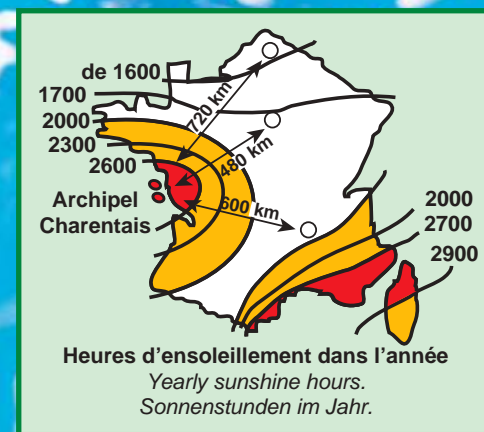 de 1600
1700
2000
2300
2600
720 km
480 km
600 km
Archipel
Charentais
2000
2700
2900
Heures d'ensoleillement dans l'année
Yearly sunshine hours.
Sonnenstunden im Jahr.